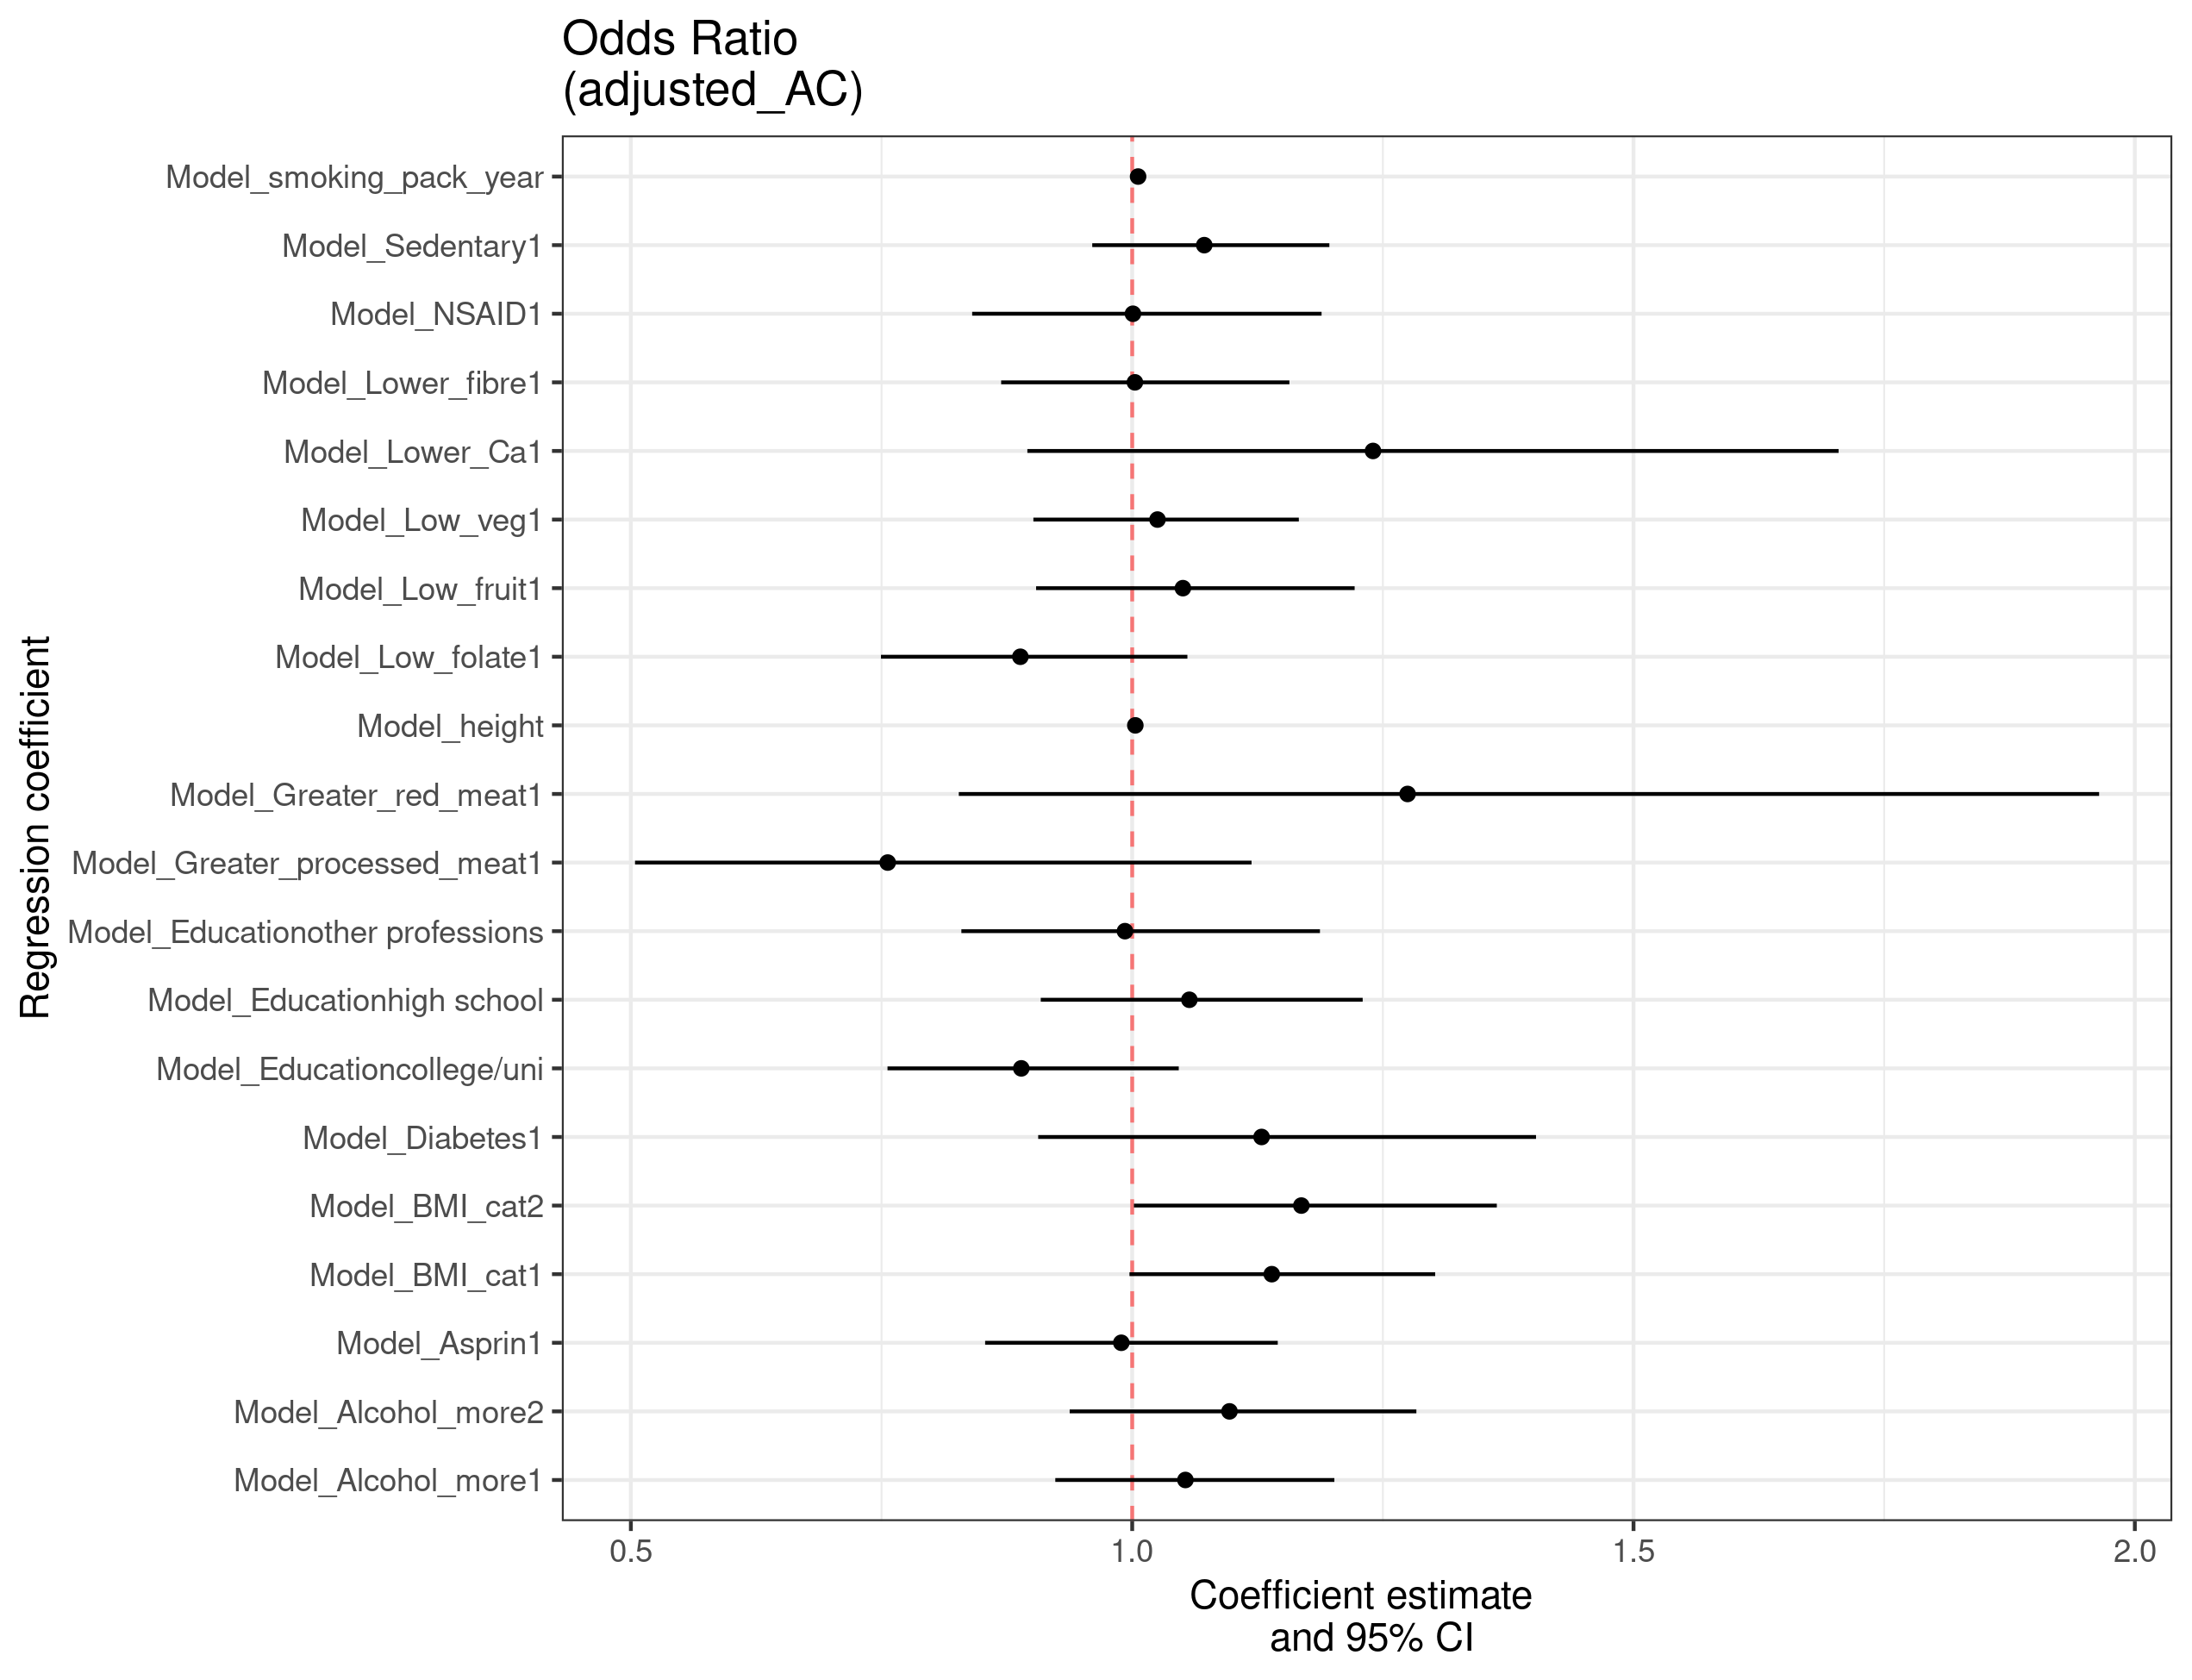 Odds Ratio
(adjusted_AC)
Regression coefficient
Model_smoking_pack_year
Model_Sedentary1
Model_NSAID1
Model_Lower_fibre1
Model_Lower_Ca1
Model_Low_veg1
Model_Low_fruit1
Model_Low_folate1
Model_height
Model_Greater_red_meat1
Model_Greater_processed_meat1
Model_Educationother professions
Model_Educationhigh school
Model_Educationcollege/uni
Model_Diabetes1
Model_BMI_cat2
Model_BMI_cat1
Model_Asprin1
Model_Alcohol_more2
Model_Alcohol_more1
0.5 1.0 1.5 2.0
Coefficient estimate
and 95% CI